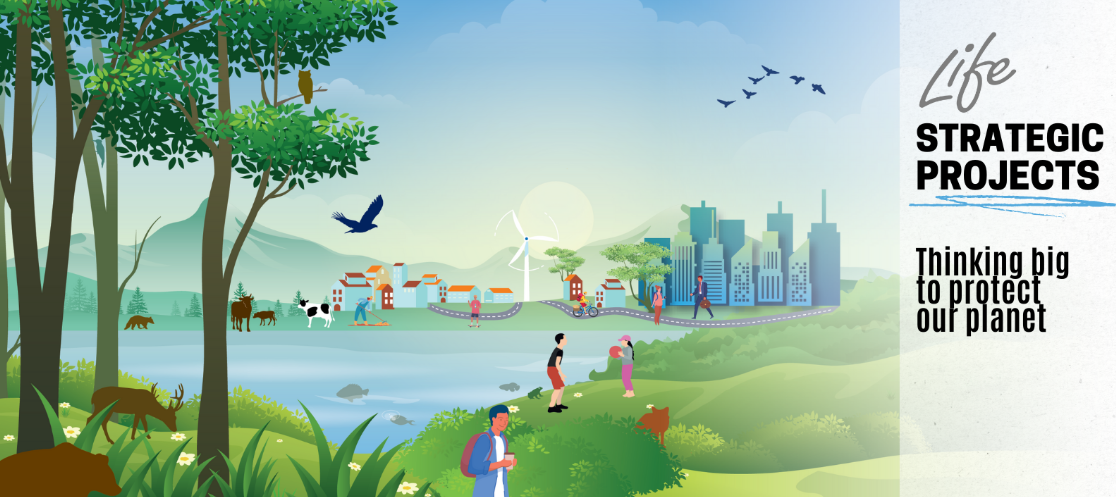 Life
STRATEGIC
PROJECTS
Thinking big
to protect
our planet